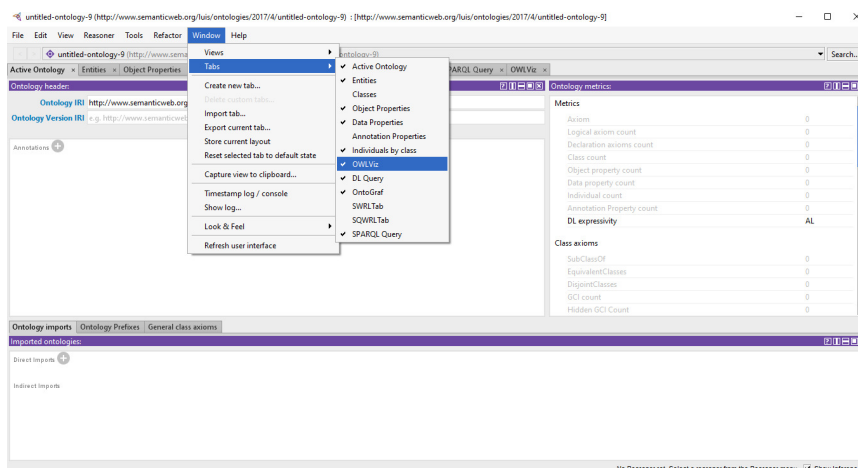 untitled-ontology-9 (http://www.semanticweb.org/luis/ontologies/2017/4/untitled-ontology-9) : [http://www.semanticweb.org/luis/ontologies/2017/4/untitled-ontology-9]
File Edit View Reasoner Tools Refactor Window Help
untitled-ontology-9 (http://www.sema
ontology-9)
Search...
Active Ontology × Entities × Object Properties
SPARQL Query × OWLViz ×
Views
Tabs
Create new tab...
Delete custom tabs...
Import tab...
Export current tab...
Store current layout
Reset selected tab to default state
Capture view to clipboard...
Timestamp log / console
Show log...
Look & Feel
Refresh user interface
Active Ontology
Entities
Classes
Object Properties
Data Properties
Annotation Properties
Individuals by class
OWLViz
DL Query
OntoGraf
SWRLTab
SQWRLTab
SPARQL Query
Ontology header:
Ontology IRI http://www.semanticweb.org
Ontology Version IRI e.g. http://www.semanticwel
Annotations
Ontology metrics:
Metrics
Axiom 0
Logical axiom count 0
Declaration axioms count 0
Class count 0
Object property count 0
Data property count 0
Individual count 0
Annotation Property count 0
DL expressivity AL
Class axioms
SubClassOf 0
EquivalentClasses 0
DisjointClasses 0
GCI count 0
Hidden GCI Count 0
Ontology imports Ontology Prefixes General class axioms
Imported ontologies:
Direct Imports
Indirect Imports